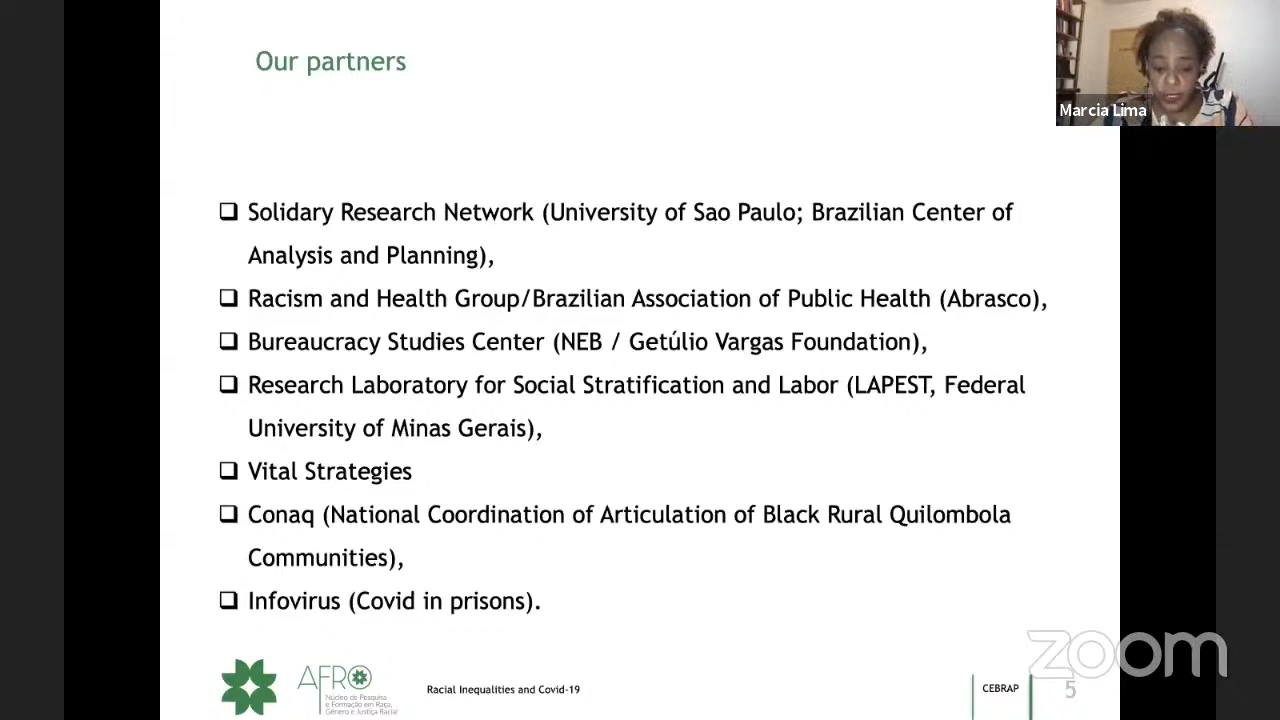 Our partners
Marcia Lima
❑ Solidary Research Network (University of Sao Paulo; Brazilian Center of
Analysis and Planning),
❑ Racism and Health Group/Brazilian Association of Public Health (Abrasco),
❑ Bureaucracy Studies Center (NEB / Getúlio Vargas Foundation),
❑ Research Laboratory for Social Stratification and Labor (LAPEST, Federal
University of Minas Gerais),
❑ Vital Strategies
❑ Conaq (National Coordination of Articulation of Black Rural Quilombola
Communities),
❑ Infovirus (Covid in prisons).
AFRO
Núcleo de Pesquisa
e Formação em Raça,
Gênero e Justiça Racial
Racial Inequalities and Covid-19
CEBRAP
5
zoom